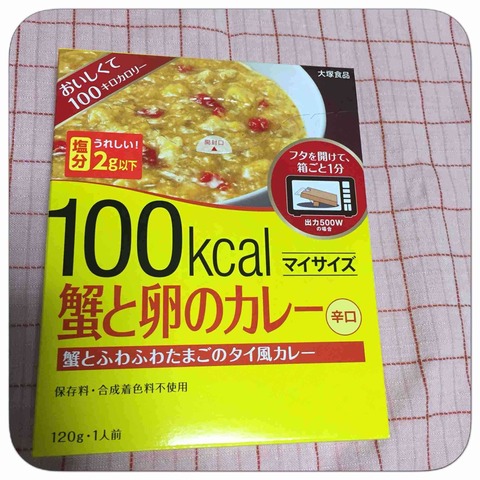 おいしくて
100キロカロリー
大塚食品
開封口
塩分
うれしい!
2g以下
フタを開けて、
箱ごと1分
出力500W
の場合
100kcal
マイサイズ
蟹と卵のカレー
辛口
蟹とふわふわたまごのタイ風カレー
保存料・合成着色料不使用
120g・1人前